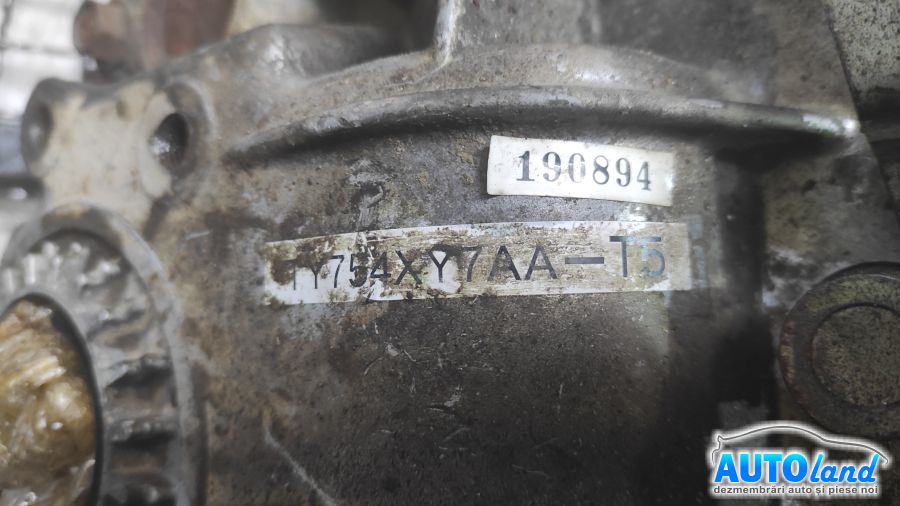 190894
TY754XY7AA-T5
AUTOland
dezmembrări auto și piese noi